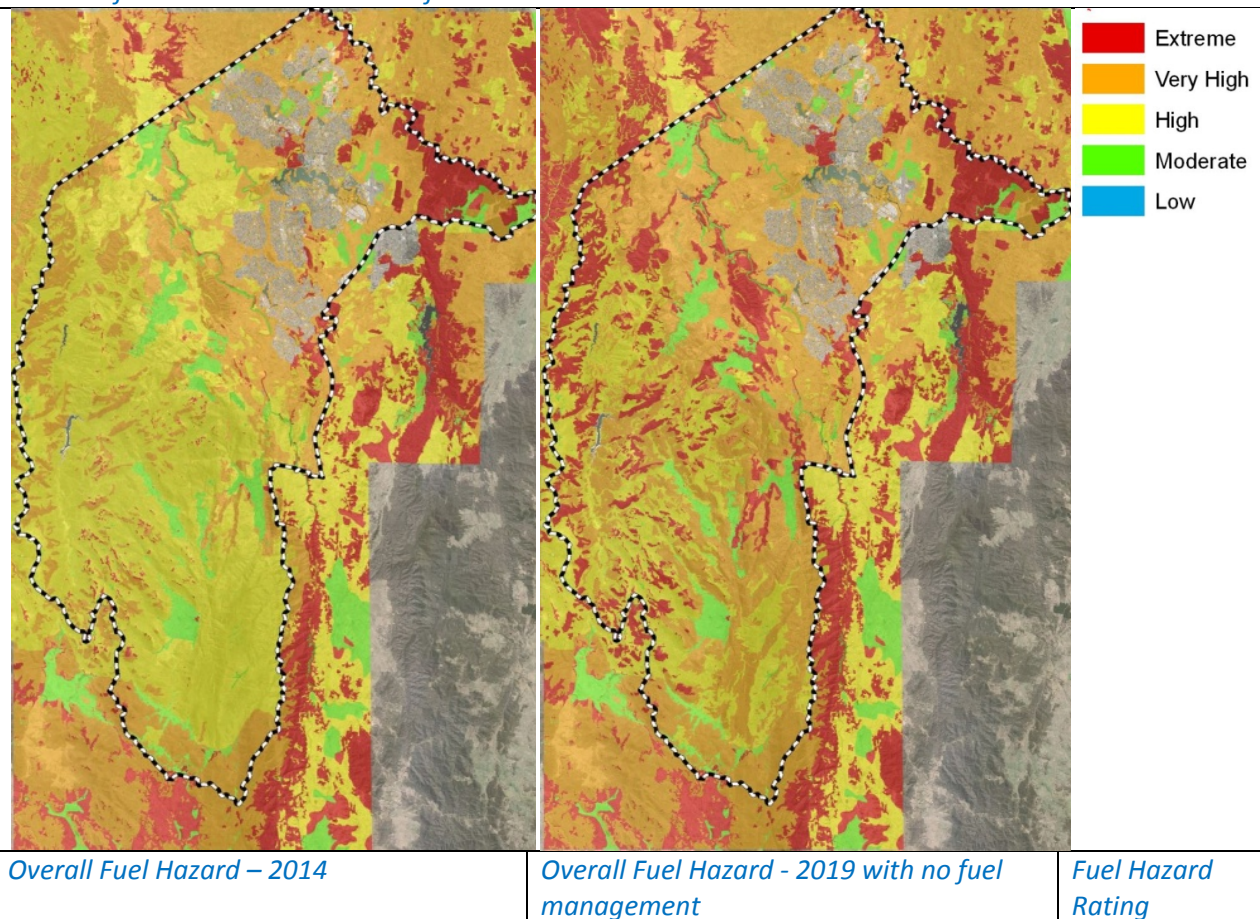 Extreme
Very High
High
Moderate
Low
Overall Fuel Hazard – 2014
Overall Fuel Hazard - 2019 with no fuel
management
Fuel Hazard
Rating